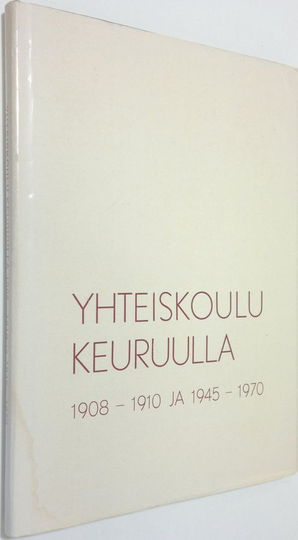 YHTEISKOULU
KEURUULLA
1908 – 1910 JA 1945 – 1970